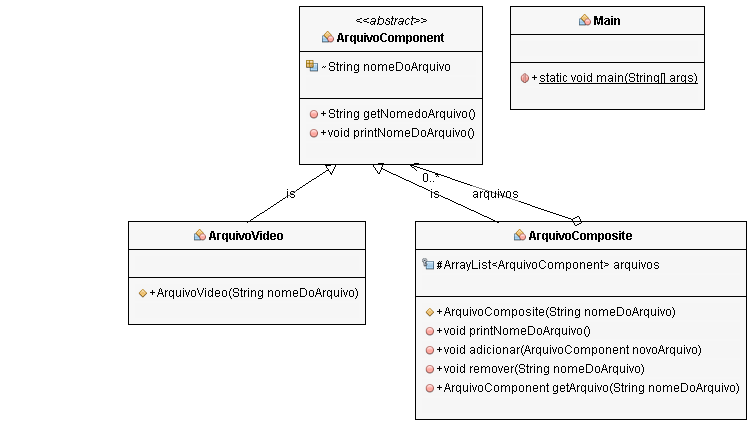 <<abstract>>
ArquivoComponent
~String nomeDoArquivo
+String getNomedoArquivo()
+void printNomeDoArquivo()
Main
+static void main(String[] args)
0..*
is
is
arquivos
ArquivoVideo
+ArquivoVideo(String nomeDoArquivo)
ArquivoComposite
#ArrayList<ArquivoComponent> arquivos
+ArquivoComposite(String nomeDoArquivo)
+void printNomeDoArquivo()
+void adicionar(ArquivoComponent novoArquivo)
+void remover(String nomeDoArquivo)
+ArquivoComponent getArquivo(String nomeDoArquivo)